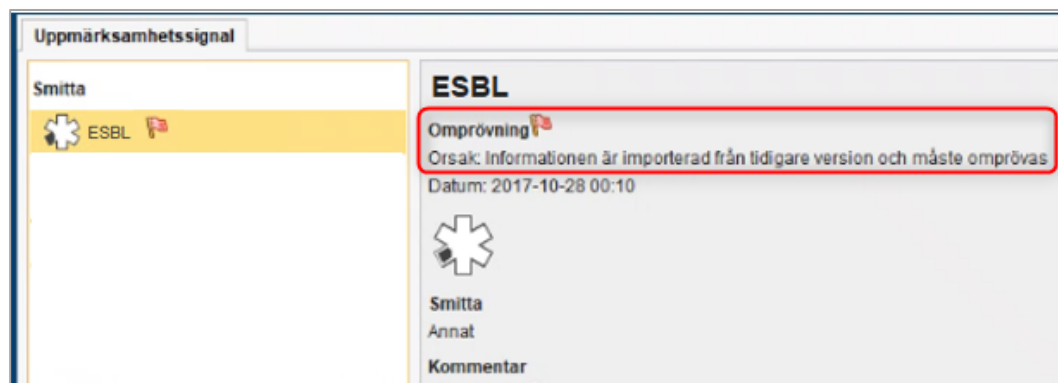 Uppmärksamhetssignal
Smitta
ESBL
ESBL
Omprövning
Orsak: Informationen är importerad från tidigare version och måste omprövas
Datum: 2017-10-28 00:10
Smitta
Annat
Kommentar